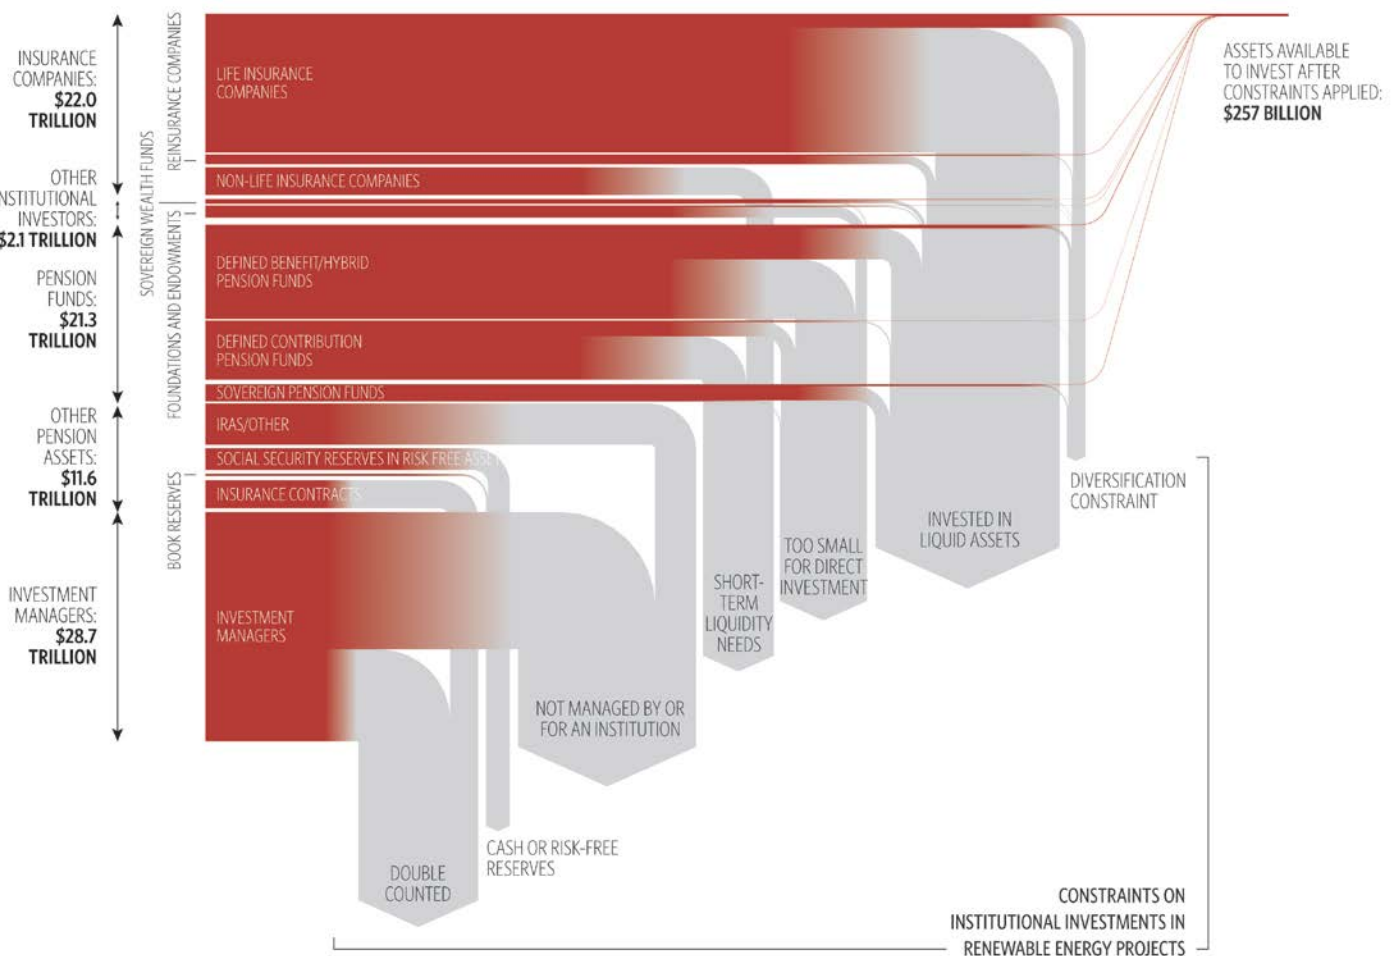 INSURANCE
COMPANIES:
$22.0
TRILLION
OTHER
NSTITUTIONAL
INVESTORS:
$2.1 TRILLION
PENSION
FUNDS:
$21.3
TRILLION
OTHER
PENSION
ASSETS:
$11.6
TRILLION
INVESTMENT
MANAGERS:
$28.7
TRILLION
REINSURANCE COMPANIES
SOVEREIGN WEALTH FUNDS
FOUNDATIONS AND ENDOWMENTS
BOOK RESERVES
LIFE INSURANCE
COMPANIES
NON-LIFE INSURANCE COMPANIES
DEFINED BENEFIT/HYBRID
PENSION FUNDS
DEFINED CONTRIBUTION
PENSION FUNDS
SOVEREIGN PENSION FUNDS
IRAS/OTHER
SOCIAL SECURITY RESERVES IN RISK FREE ASSET
INSURANCE CONTRACTS
INVESTMENT
MANAGERS
ASSETS AVAILABLE
TO INVEST AFTER
CONSTRAINTS APPLIED:
$257 BILLION
DIVERSIFICATION
CONSTRAINT
INVESTED IN
LIQUID ASSETS
TOO SMALL
FOR DIRECT
INVESTMENT
SHORT-
TERM
LIQUIDITY
NEEDS
NOT MANAGED BY OR
FOR AN INSTITUTION
CASH OR RISK-FREE
RESERVES
DOUBLE
COUNTED
CONSTRAINTS ON
INSTITUTIONAL INVESTMENTS IN
RENEWABLE ENERGY PROJECTS